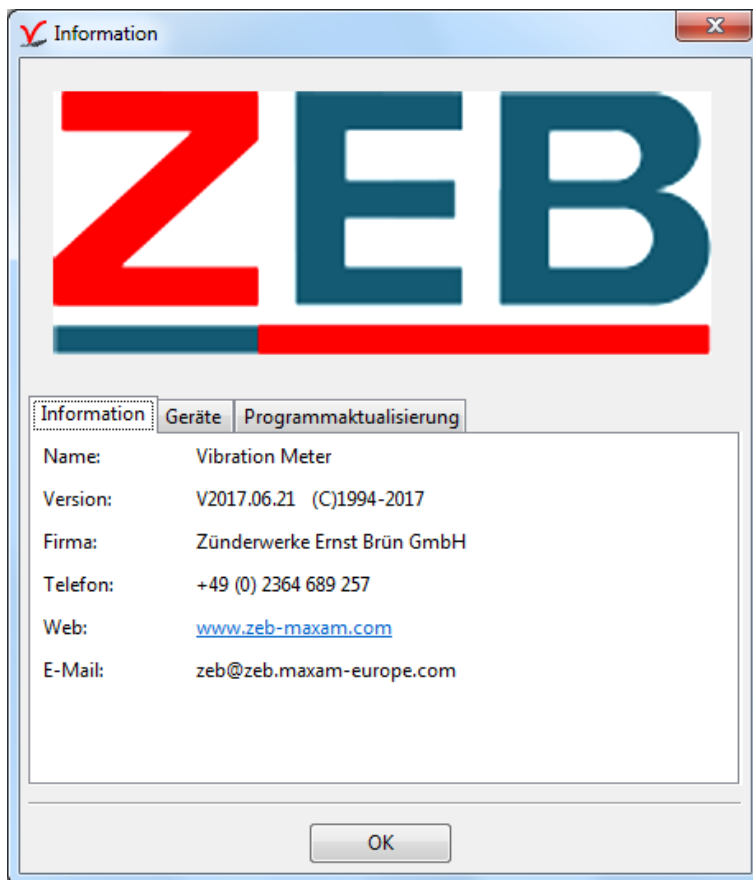 Information
ZEB
Information Geräte Programmaktualisierung
Name: Vibration Meter
Version: V2017.06.21 (C)1994-2017
Firma: Zünderwerke Ernst Brün GmbH
Telefon: +49 (0) 2364 689 257
Web: www.zeb-maxam.com
E-Mail: zeb@zeb.maxam-europe.com
OK